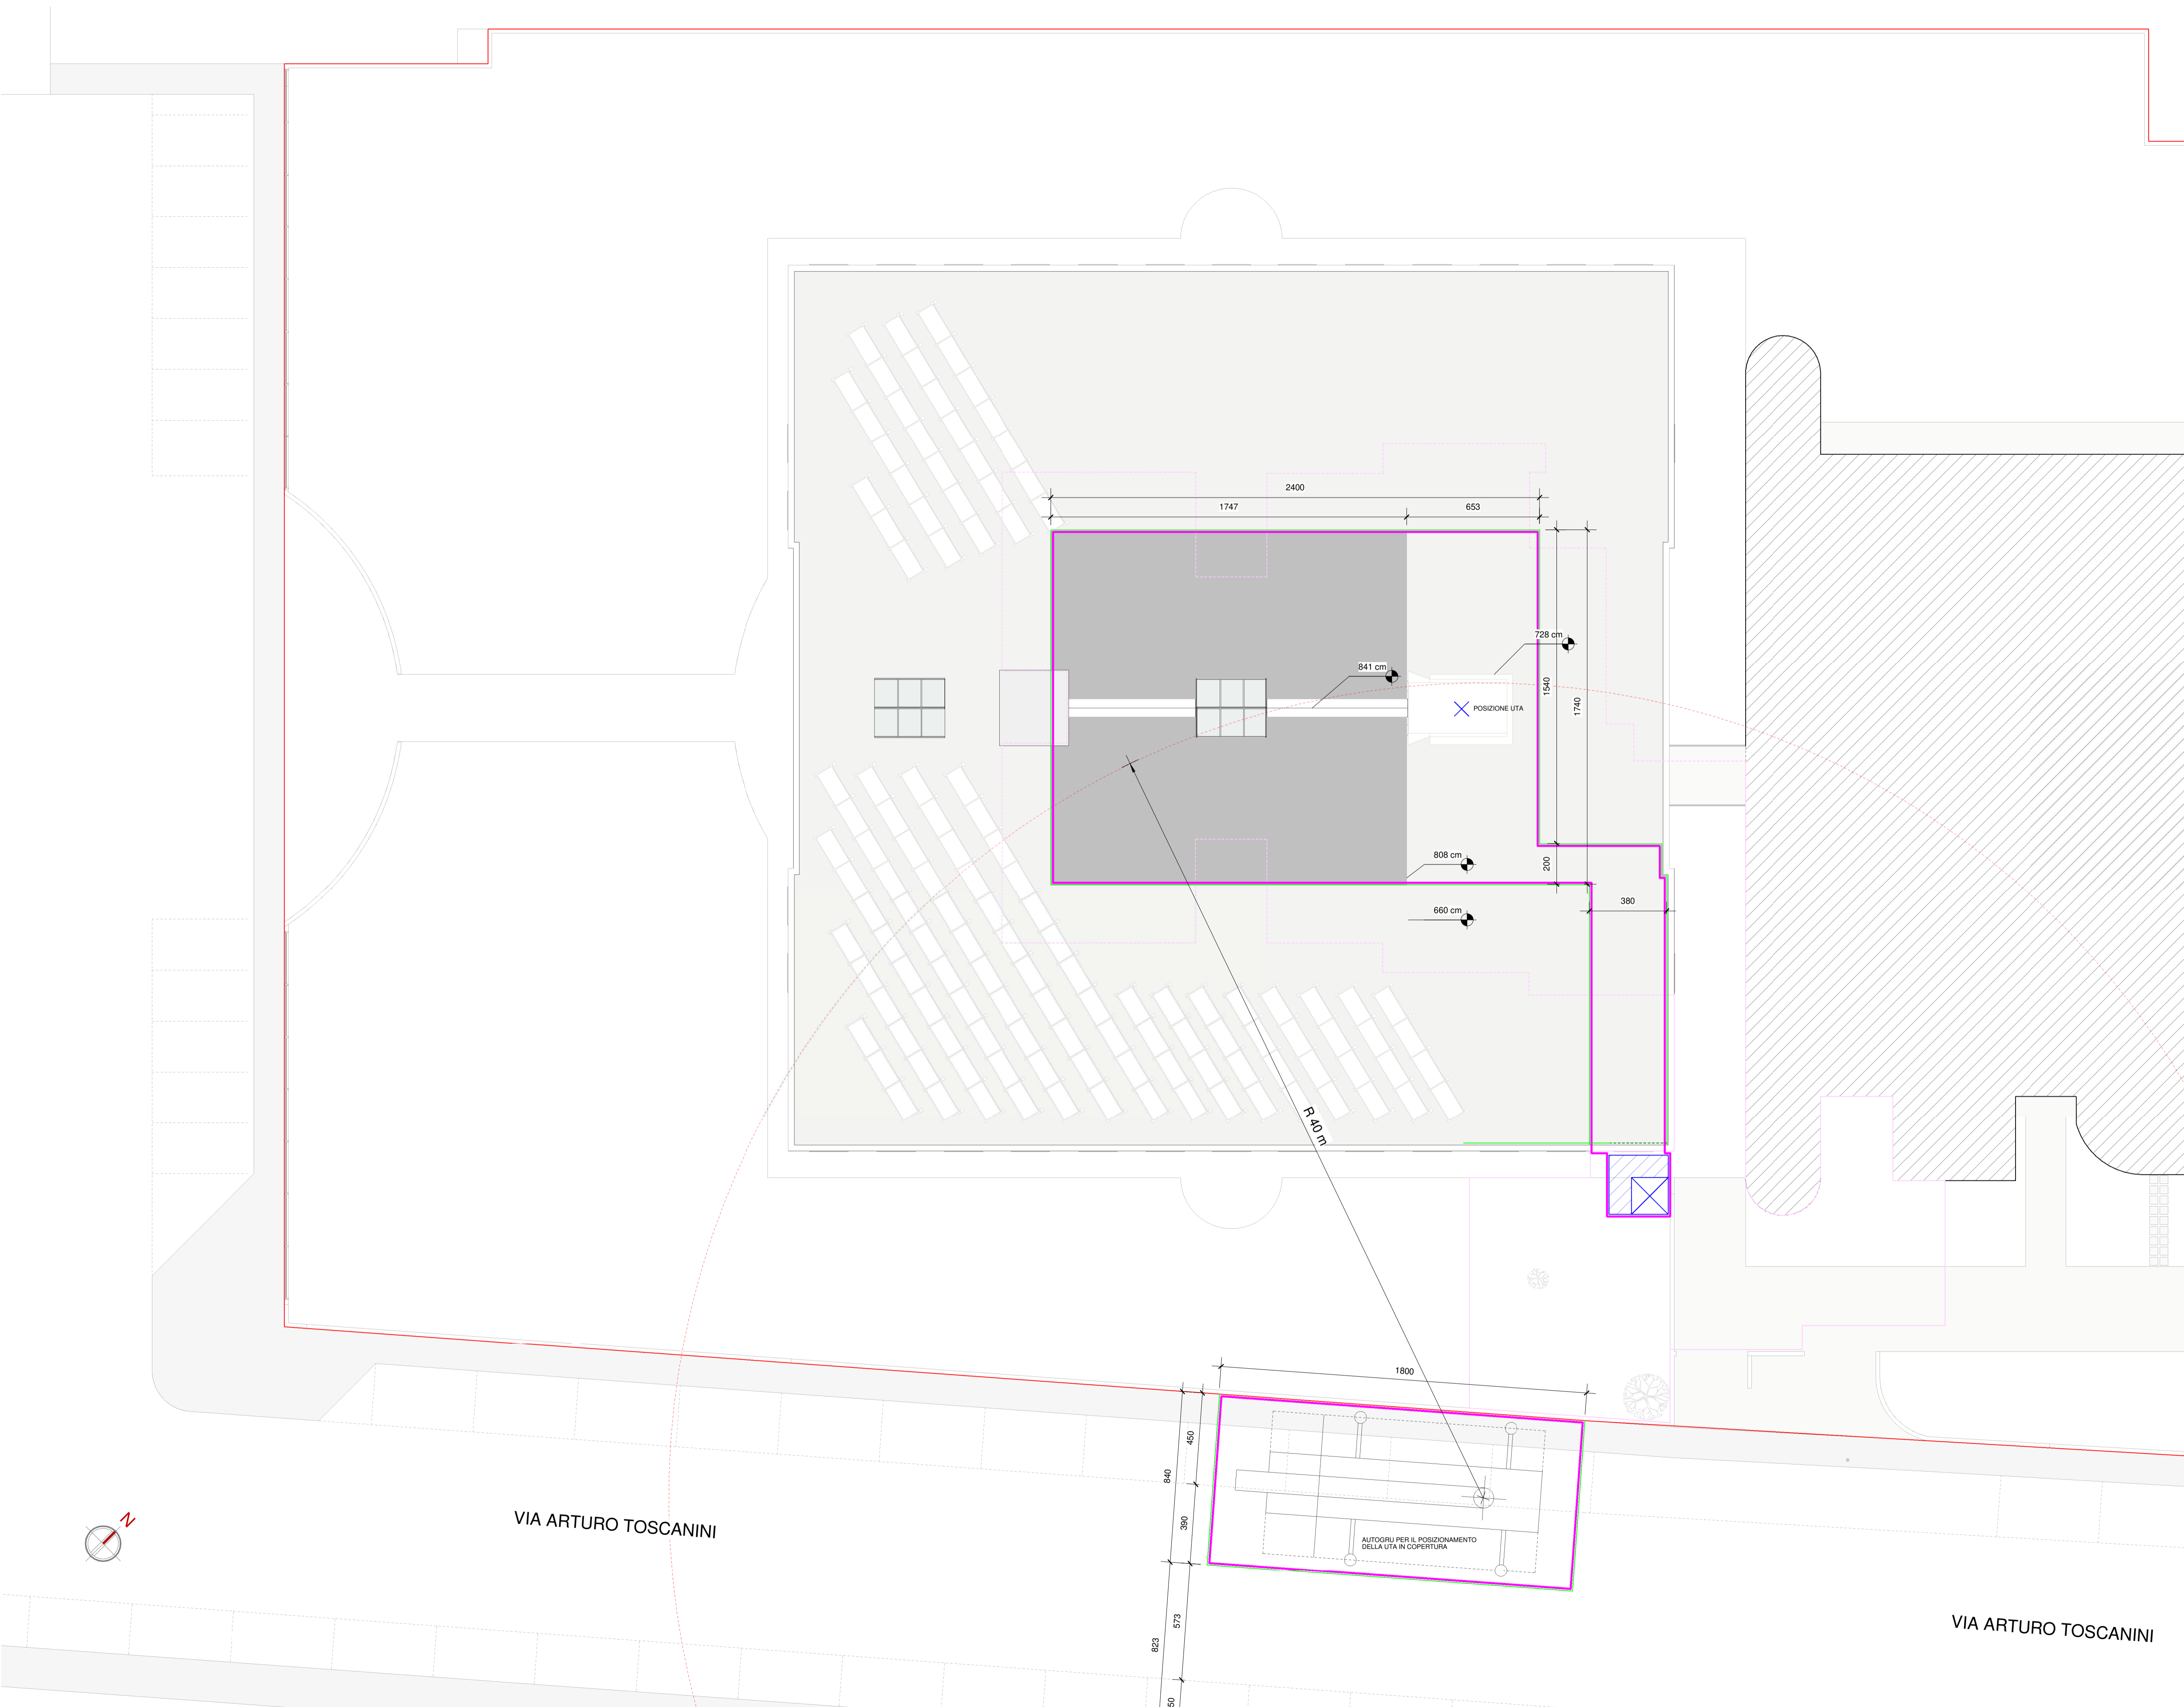 2400
1747
653
728 cm
841 cm
1540
1740
POSIZIONE UTA
808 cm
200
380
660 cm
R 40 m
1800
450
840
390
AUTOGRU PER IL POSIZIONAMENTO
DELLA UTA IN COPERTURA
N
VIA ARTURO TOSCANINI
573
823
VIA ARTURO TOSCANINI
50